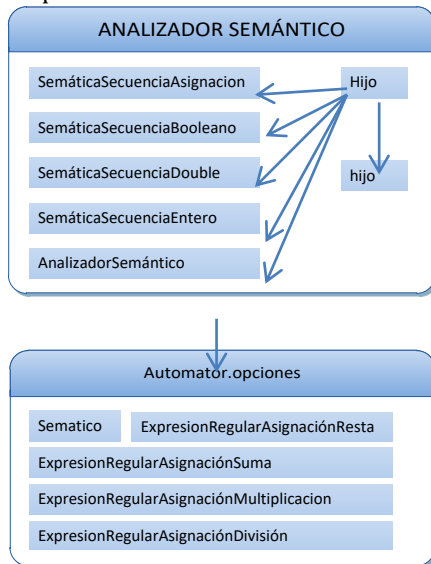 ANALIZADOR SEMÁNTICO
SemáticaSecuenciaAsignacion
Hijo
SemáticaSecuenciaBooleano
SemáticaSecuenciaDouble
hijo
SemáticaSecuenciaEntero
AnalizadorSemántico
Automator.opciones
Sematico
ExpresionRegularAsignaciónResta
ExpresionRegularAsignaciónSuma
ExpresionRegularAsignaciónMultiplicacion
ExpresionRegularAsignaciónDivisión